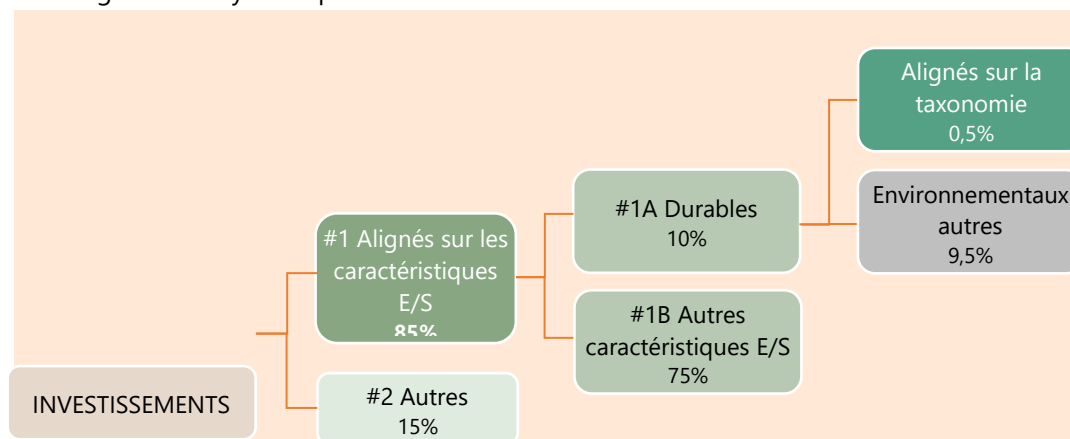 Alignés sur la
taxonomie
0,5%
Environnementaux
autres
9,5%
#1A Durables
10%
#1B Autres
caractéristiques E/S
75%
#1 Alignés sur les
caractéristiques
E/S
85%
#2 Autres
15%
INVESTISSEMENTS